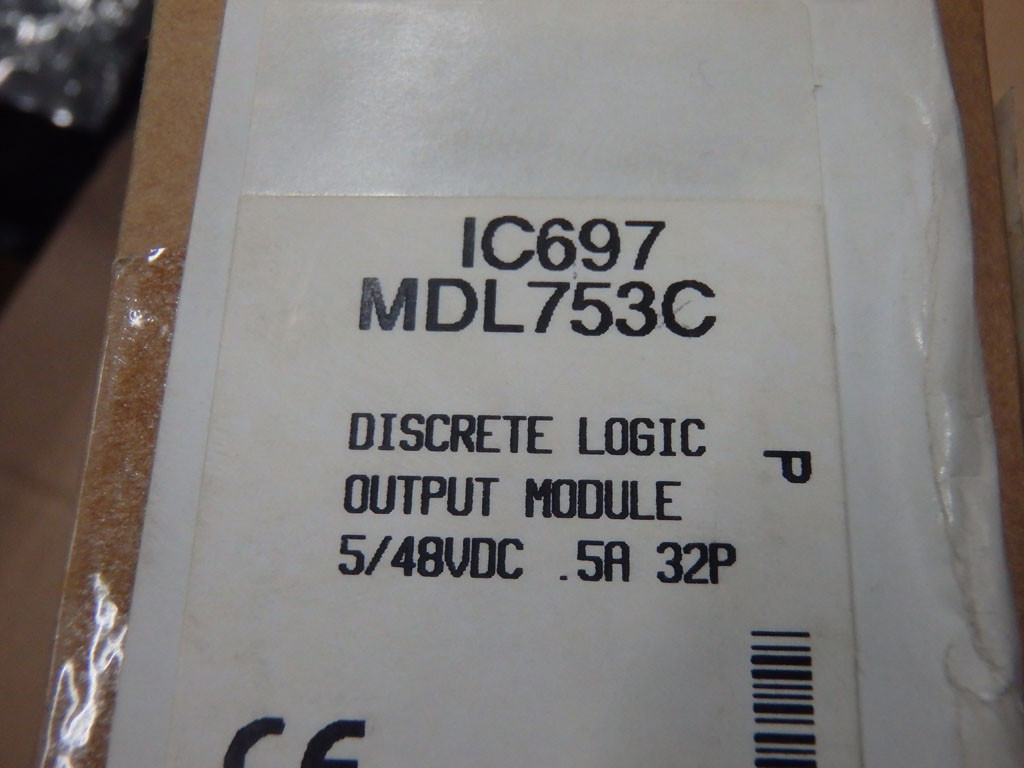 IC697
MDL753C
DISCRETE LOGIC
OUTPUT MODULE
5/48VDC .5A 32P
P
CE